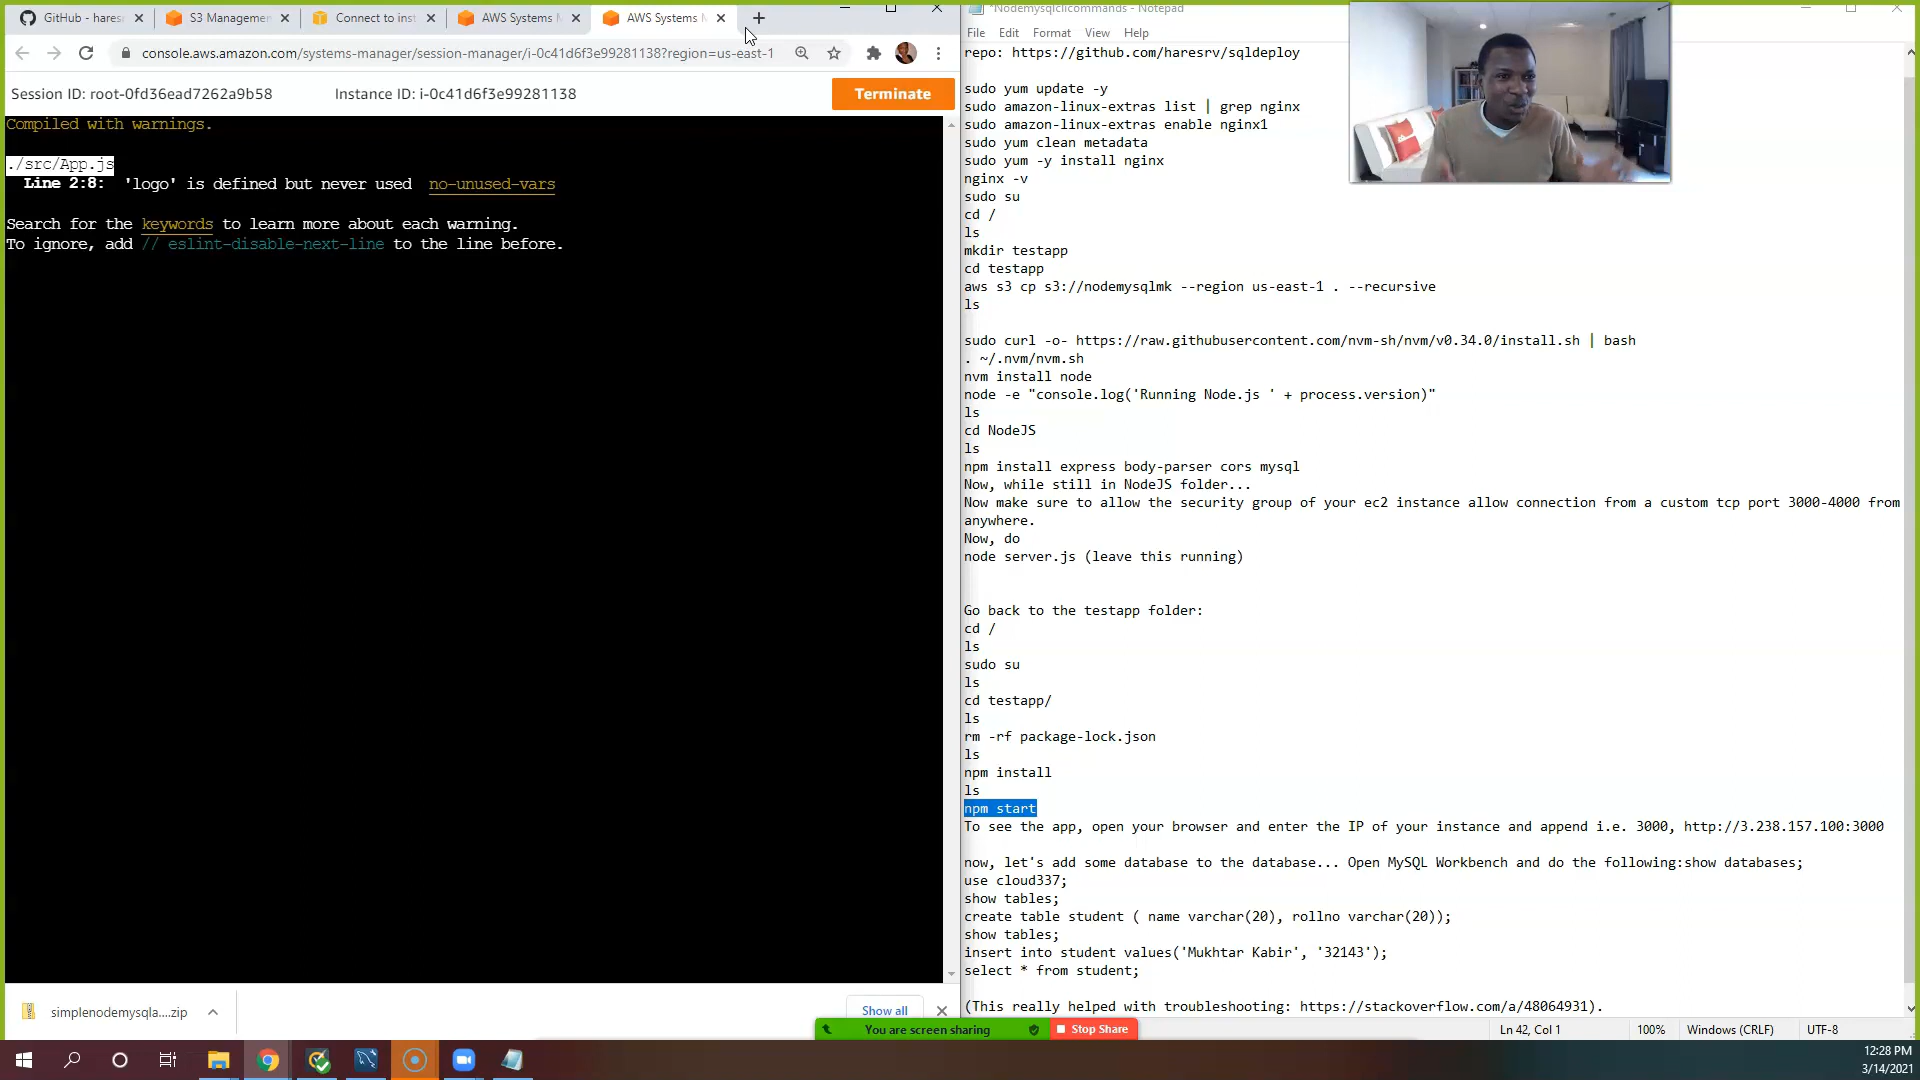 GitHub - hares
S3 Managemen
Connect to inst
AWS Systems M
AWS Systems M
console.aws.amazon.com/systems-manager/session-manager/i-0c41d6f3e99281138?region=us-east-1
Session ID: root-0fd36ead7262a9b58
Instance ID: i-0c41d6f3e99281138
Terminate
Compiled with warnings.
./src/App.js
Line 2:8: 'logo' is defined but never used no-unused-vars
Search for the keywords to learn more about each warning.
To ignore, add // eslint-disable-next-line to the line before.
simplenodemysqla....zip
Show all
*Nodemysqlclicommands - Notepad
File Edit Format View Help
repo: https://github.com/haresrv/sqldeploy
sudo yum update -y
sudo amazon-linux-extras list | grep nginx
sudo amazon-linux-extras enable nginx1
sudo yum clean metadata
sudo yum -y install nginx
nginx -v
sudo su
cd /
ls
mkdir testapp
cd testapp
aws s3 cp s3://nodemysqlmk --region us-east-1 . --recursive
ls
sudo curl -o- https://raw.githubusercontent.com/nvm-sh/nvm/v0.34.0/install.sh | bash
. ~/.nvm/nvm.sh
nvm install node
node -e "console.log('Running Node.js ' + process.version)"
ls
cd NodeJS
ls
npm install express body-parser cors mysql
Now, while still in NodeJS folder...
Now make sure to allow the security group of your ec2 instance allow connection from a custom tcp port 3000-4000 from
anywhere.
Now, do
node server.js (leave this running)
Go back to the testapp folder:
cd /
ls
sudo su
ls
cd testapp/
ls
rm -rf package-lock.json
ls
npm install
ls
npm start
To see the app, open your browser and enter the IP of your instance and append i.e. 3000, http://3.238.157.100:3000
now, let's add some database to the database... Open MySQL Workbench and do the following:show databases;
use cloud337;
show tables;
create table student ( name varchar(20), rollno varchar(20));
show tables;
insert into student values('Mukhtar Kabir', '32143');
select * from student;
(This really helped with troubleshooting: https://stackoverflow.com/a/48064931).
Ln 42, Col 1
100%
Windows (CRLF)
UTF-8
You are screen sharing
Stop Share
12:28 PM
3/14/2021